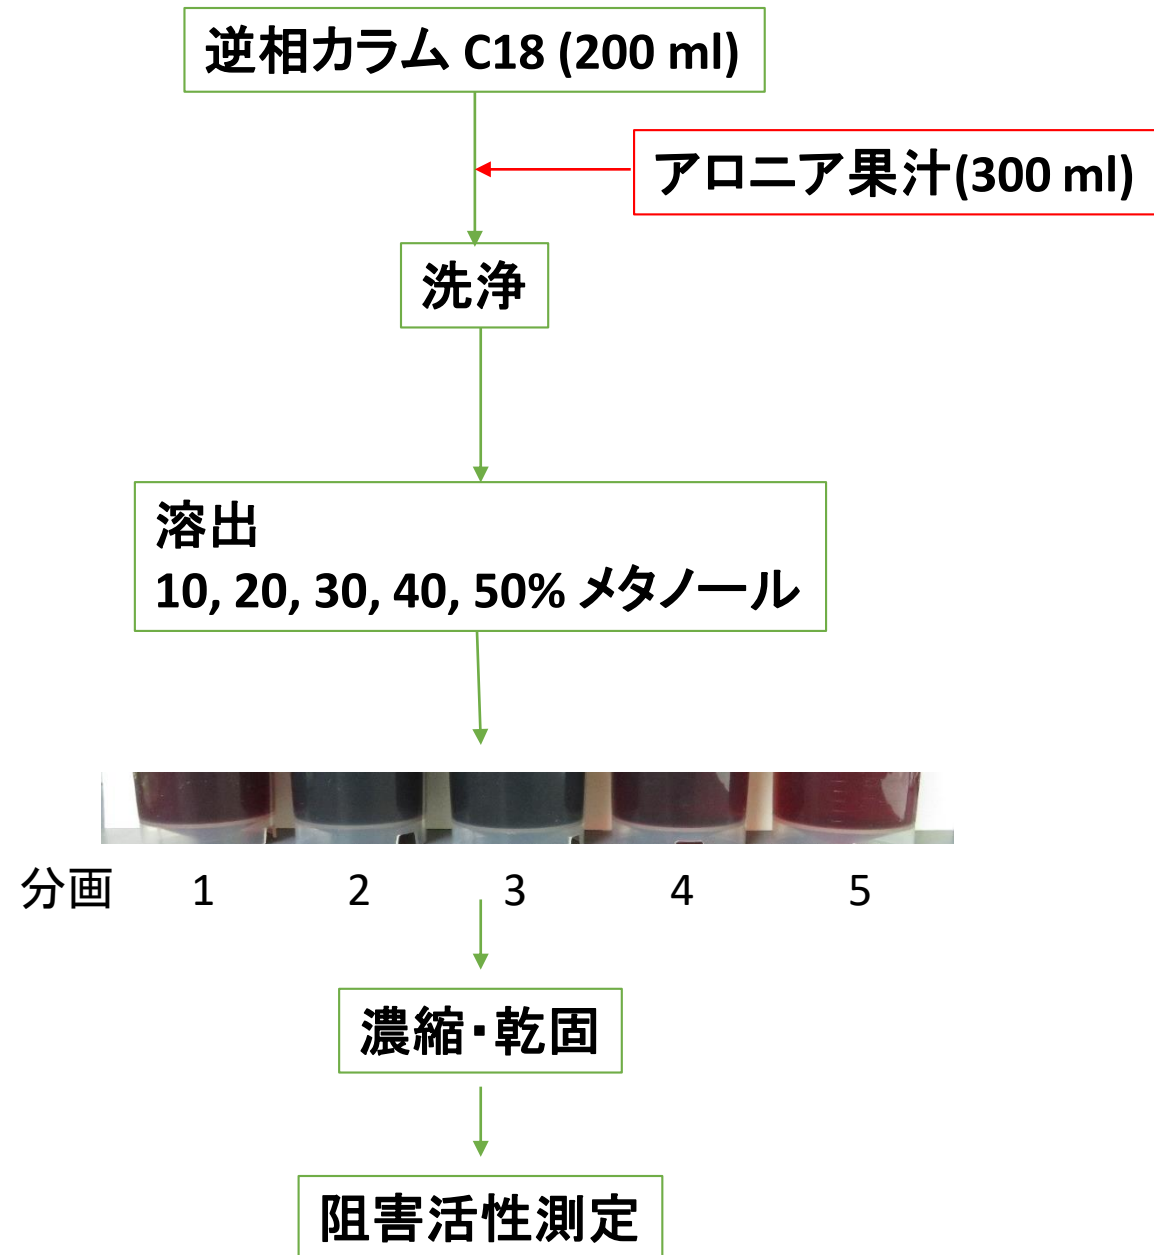 逆相カラム C18 (200 ml)
アロニア果汁(300 ml)
洗浄
溶出
10, 20, 30, 40, 50% メタノール
分画 1 2 3 4 5
濃縮・乾固
阻害活性測定